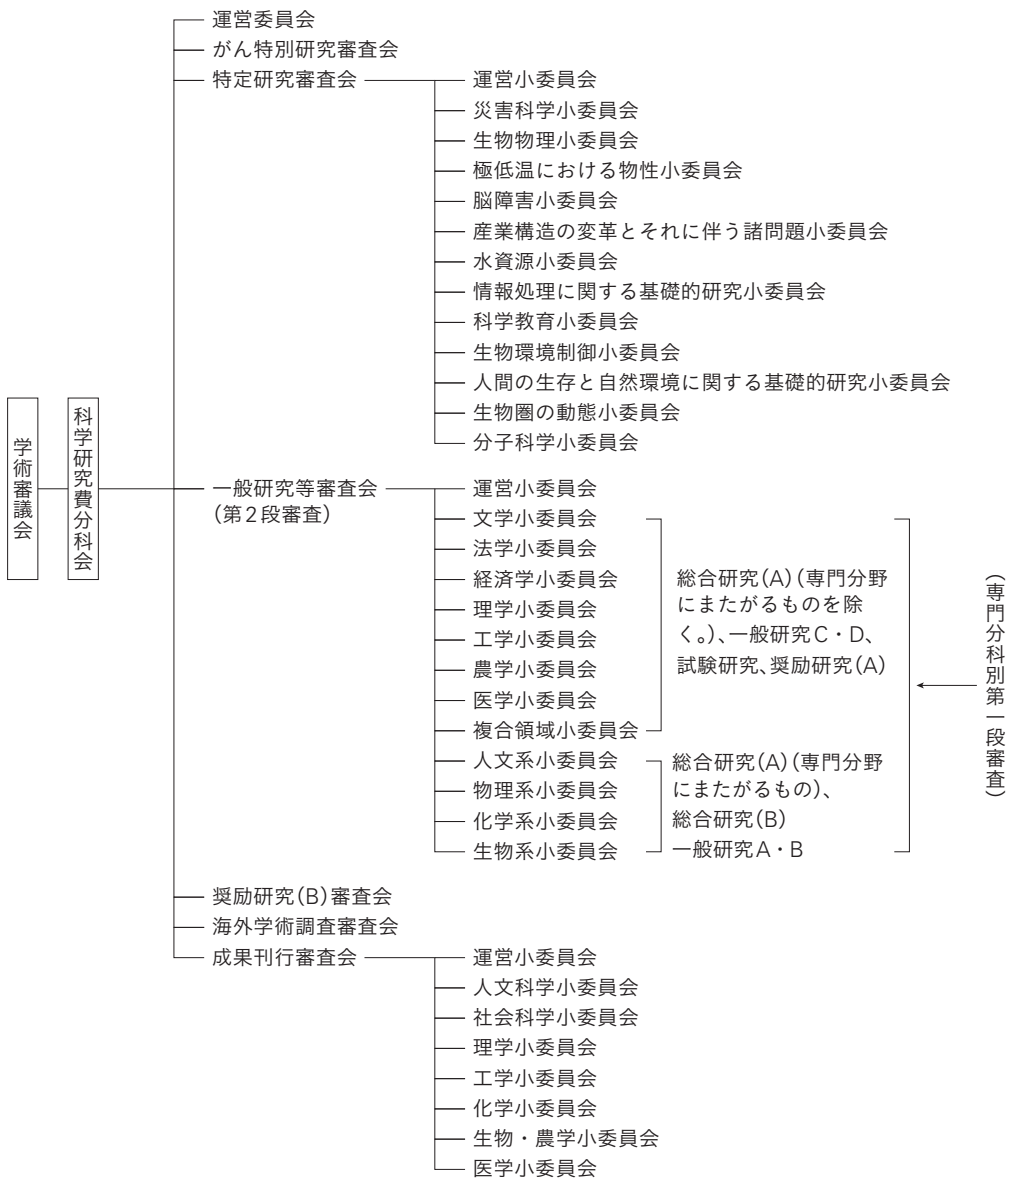 学術審議会
科学研究費分科会
運営委員会
がん特別研究審査会
特定研究審査会
運営小委員会
災害科学小委員会
生物物理小委員会
極低温における物性小委員会
脳障害小委員会
産業構造の変革とそれに伴う諸問題小委員会
水資源小委員会
情報処理に関する基礎的研究小委員会
科学教育小委員会
生物環境制御小委員会
人間の生存と自然環境に関する基礎的研究小委員会
生物圏の動態小委員会
分子科学小委員会
一般研究等審査会
(第2段審査)
運営小委員会
文学小委員会
法学小委員会
経済学小委員会
理学小委員会
工学小委員会
農学小委員会
医学小委員会
複合領域小委員会
総合研究(A)(専門分野
にまたがるものを除
く。)、一般研究C・D、
試験研究、奨励研究(A)
人文系小委員会
物理系小委員会
化学系小委員会
生物系小委員会
総合研究(A)(専門分野
にまたがるもの)、
総合研究(B)
一般研究A・B
(専門分科別第一段審査)
奨励研究(B)審査会
海外学術調査審査会
成果刊行審査会
運営小委員会
人文科学小委員会
社会科学小委員会
理学小委員会
工学小委員会
化学小委員会
生物・農学小委員会
医学小委員会